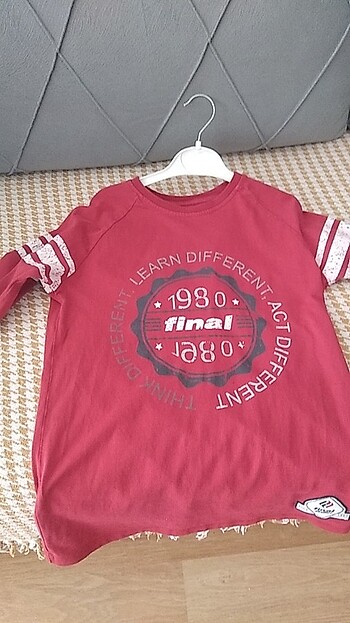 THINK DIFFERENT, LEARN DIFFERENT, ACT DIFFERENT
1980
final
1980